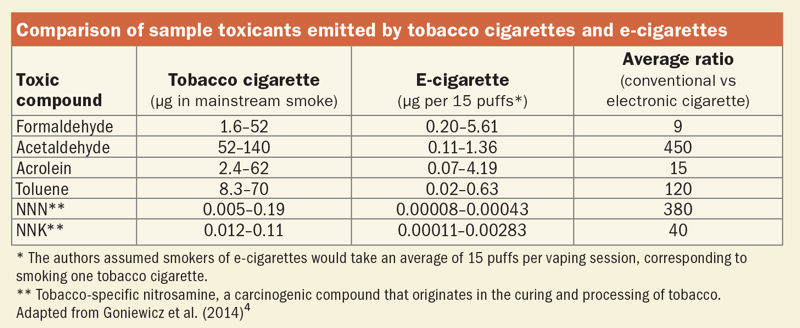 Comparison of sample toxicants emitted by tobacco cigarettes and e-cigarettes
Toxic compound	Tobacco cigarette (µg in mainstream smoke)	E-cigarette (µg per 15 puffs*)	Average ratio (conventional vs electronic cigarette)
Formaldehyde	1.6–52	0.20–5.61	9
Acetaldehyde	52–140	0.11–1.36	450
Acrolein	2.4–62	0.07–4.19	15
Toluene	8.3–70	0.02–0.63	120
NNN**	0.005–0.19	0.00008–0.00043	380
NNK**	0.012–0.11	0.00011–0.00283	40
* The authors assumed smokers of e-cigarettes would take an average of 15 puffs per vaping session, corresponding to
smoking one tobacco cigarette.
** Tobacco-specific nitrosamine, a carcinogenic compound that originates in the curing and processing of tobacco.
Adapted from Goniewicz et al. (2014)4